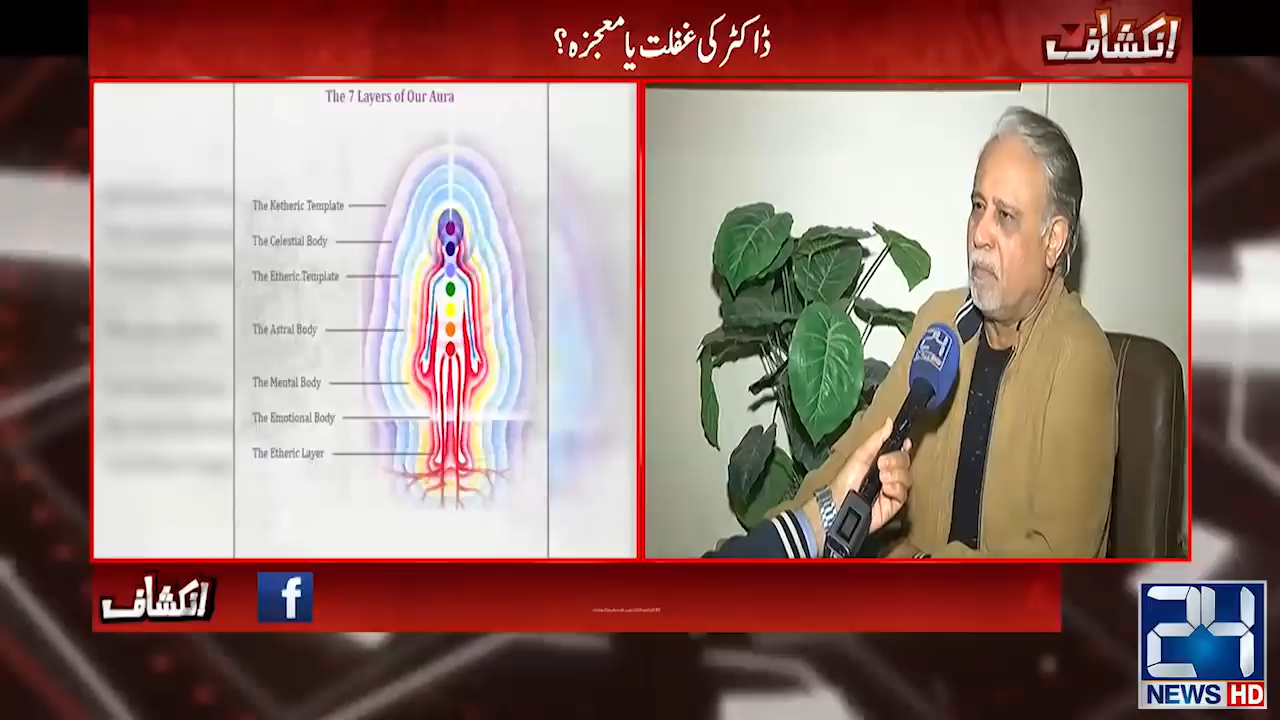 ڈاکٹر کی غفلت یا معجزہ؟
انکشاف
The 7 Layers of Our Aura
The Ketheric Template
The Celestial Body
The Etheric Template
The Astral Body
The Mental Body
The Emotional Body
The Etheric Layer
24
انکشاف
f
24
NEWS HD